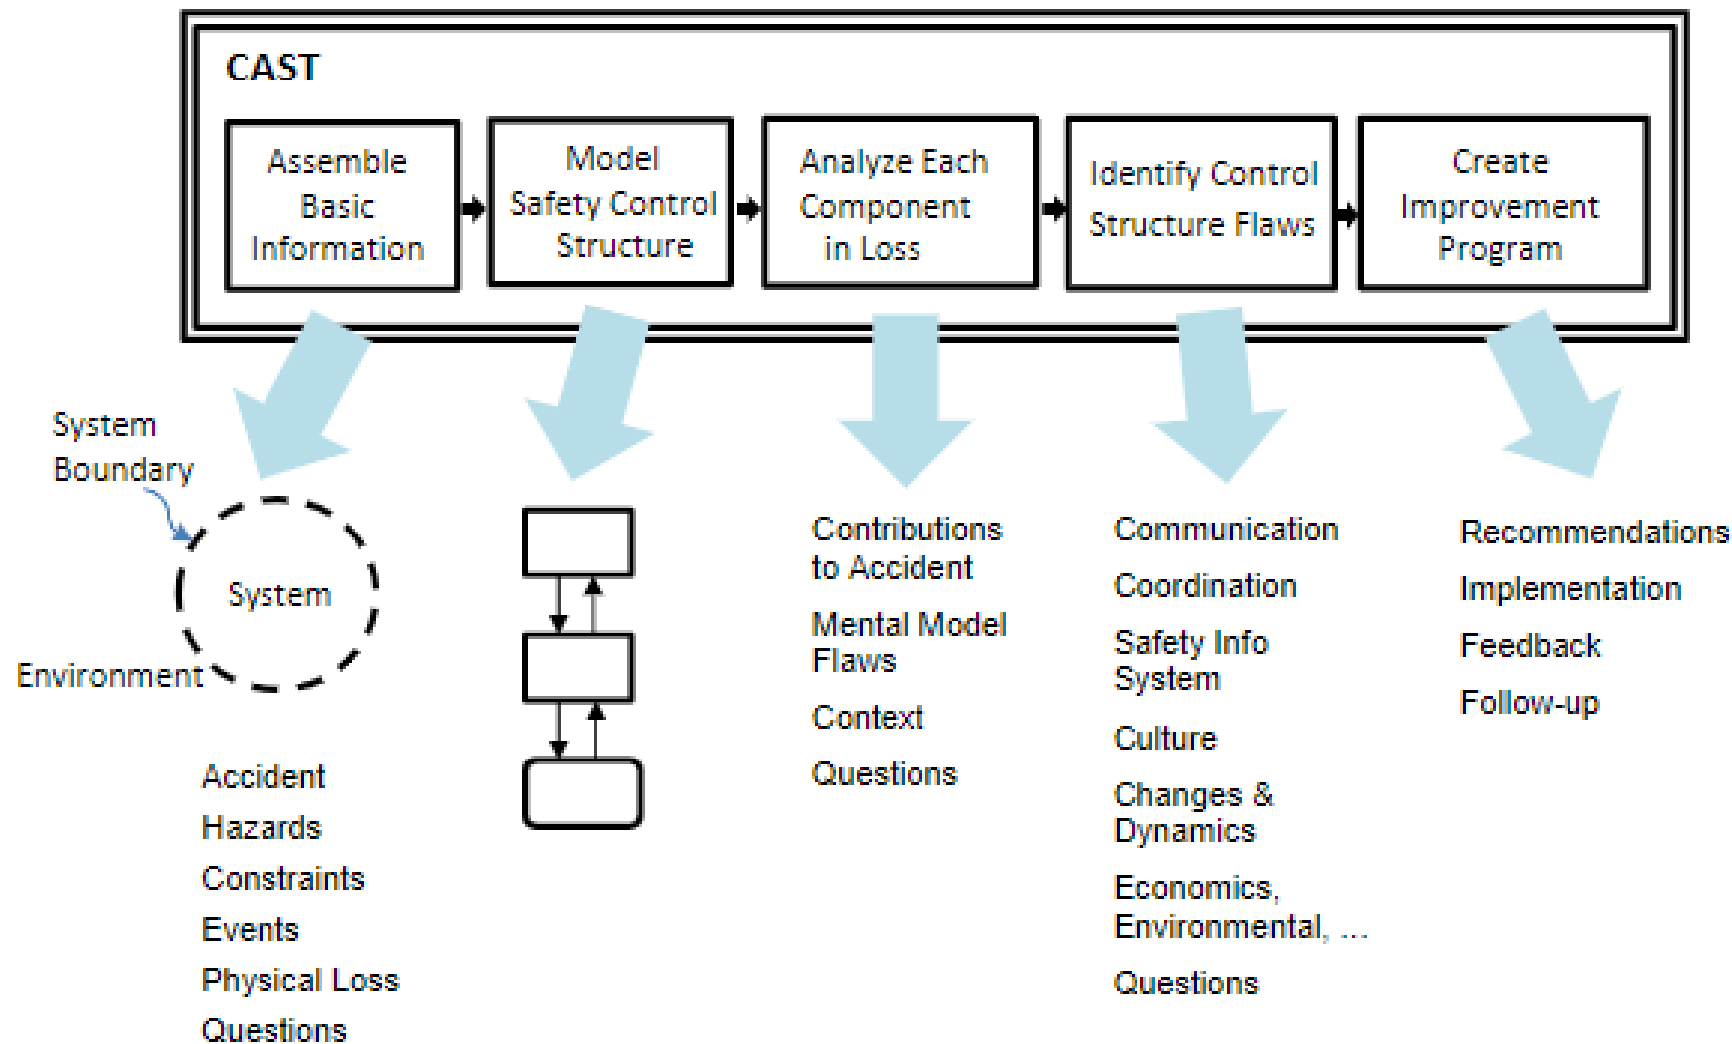 CAST
Assemble
Basic
Information
Model
Safety Control
Structure
Analyze Each
Component
in Loss
Identify Control
Structure Flaws
Create
Improvement
Program
System
Boundary
System
Environment
Accident
Hazards
Constraints
Events
Physical Loss
Questions
Contributions
to Accident
Mental Model
Flaws
Context
Questions
Communication
Coordination
Safety Info
System
Culture
Changes &
Dynamics
Economics,
Environmental, ...
Questions
Recommendations
Implementation
Feedback
Follow-up